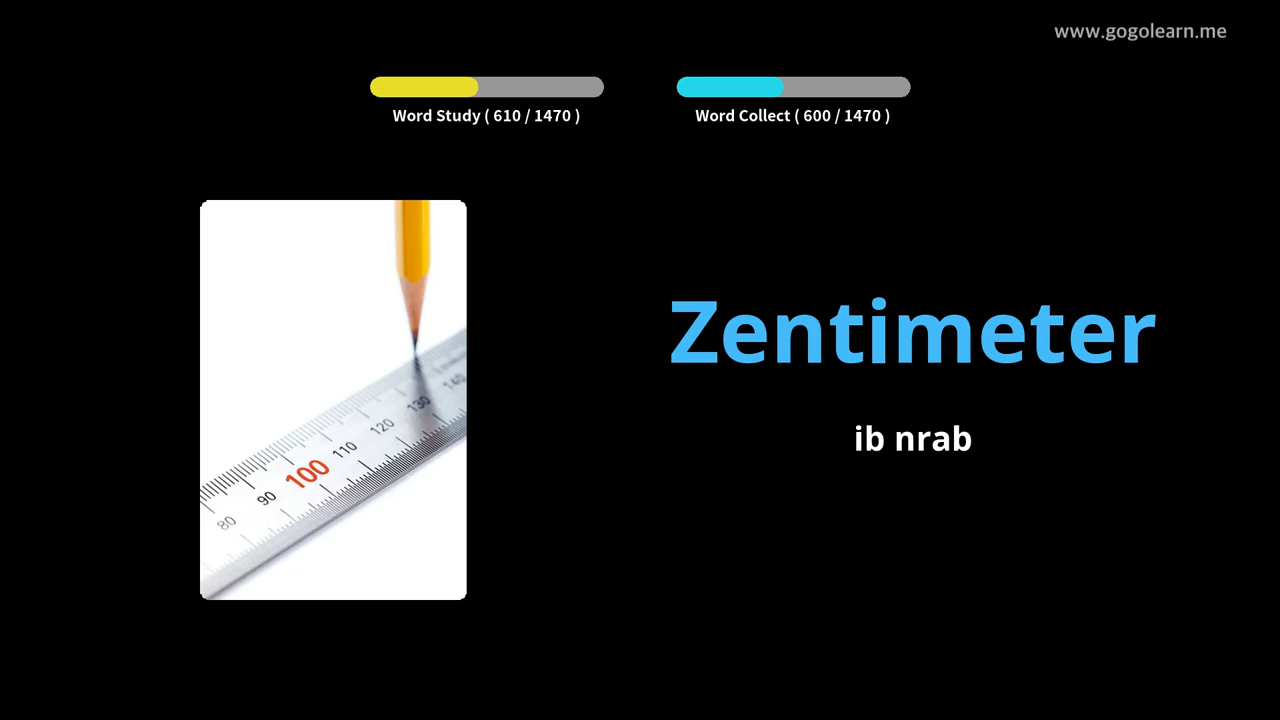 www.gogolearn.me
Word Study ( 610 / 1470 )
Word Collect ( 600 / 1470 )
Zentimeter
ib nrab
80
90
100
110
120
130
140